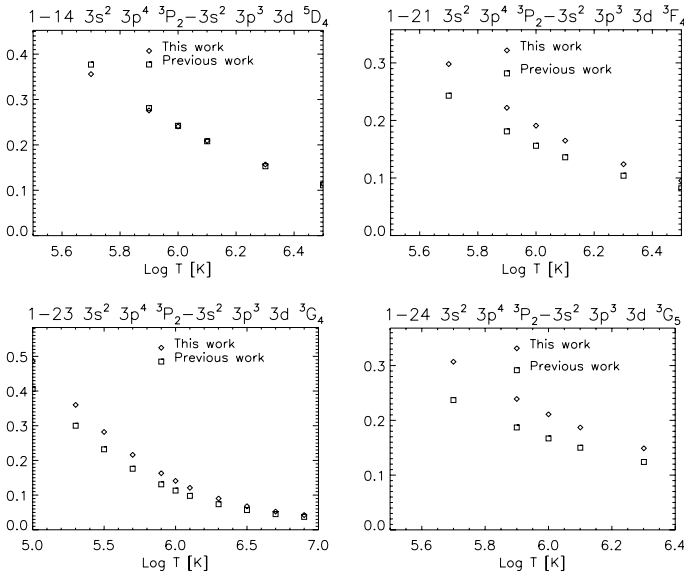 1-14 3s² 3p⁴ ³P₂-3s² 3p³ 3d ⁵D₄
This work
Previous work
0.4
0.3
0.2
0.1
0.0
5.6 5.8 6.0 6.2 6.4
Log T [K]
1-21 3s² 3p⁴ ³P₂-3s² 3p³ 3d ³F₄
This work
Previous work
0.3
0.2
0.1
0.0
5.6 5.8 6.0 6.2 6.4
Log T [K]
1-23 3s² 3p⁴ ³P₂-3s² 3p³ 3d ³G₄
This work
Previous work
0.5
0.4
0.3
0.2
0.1
0.0
5.0 5.5 6.0 6.5 7.0
Log T [K]
1-24 3s² 3p⁴ ³P₂-3s² 3p³ 3d ³G₅
This work
Previous work
0.3
0.2
0.1
0.0
5.6 5.8 6.0 6.2 6.4
Log T [K]